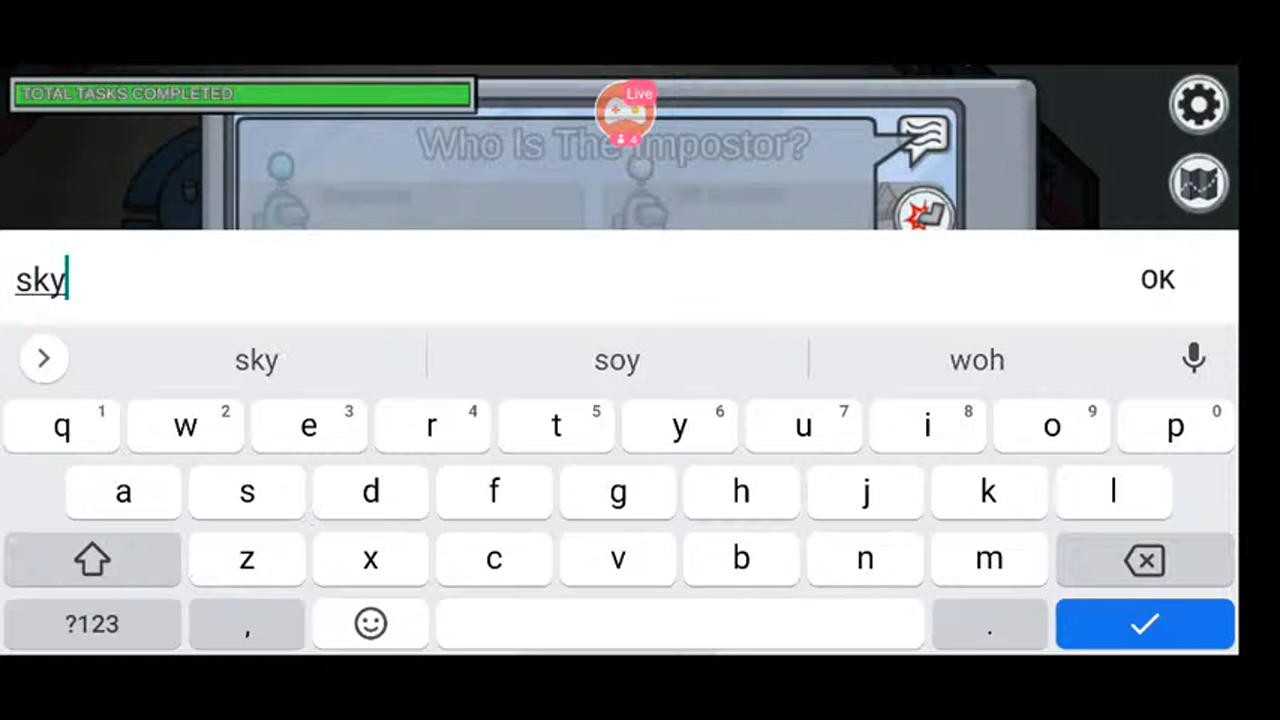 TOTAL TASKS COMPLETED
Live
4
Who Is The Impostor?
sky
OK
sky soy woh
q 1 w 2 e 3 r 4 t 5 y 6 u 7 i 8 o 9 p 0
a s d f g h j k l
z x c v b n m
?123 , .